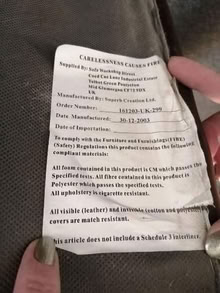 CARELESSNESS CAUSES FIRE
Supplied By:
Coed Cae Lane Industrial Estate
Talbot Green Pontyclun
Mid Glamorgan CF72 9HG
UK
Manufactured By: Superb Creation Ltd.
Order Number: 161203-UK-299
Date Manufactured: 30-12-2003
Date of Importation:
To comply with the Furniture and Furnishings (FIRE)
(Safety) Regulations this product contains the following
compliant materials:
All foam contained in this product is CM which passes the
Specified tests. All fibre contained in this product is
Polyester which passes the specified tests.
All upholstery is cigarette resistant.
All visible (leather) and invisible cotton and polyester
covers are match resistant.
This article does not include a Schedule 3 interliner.